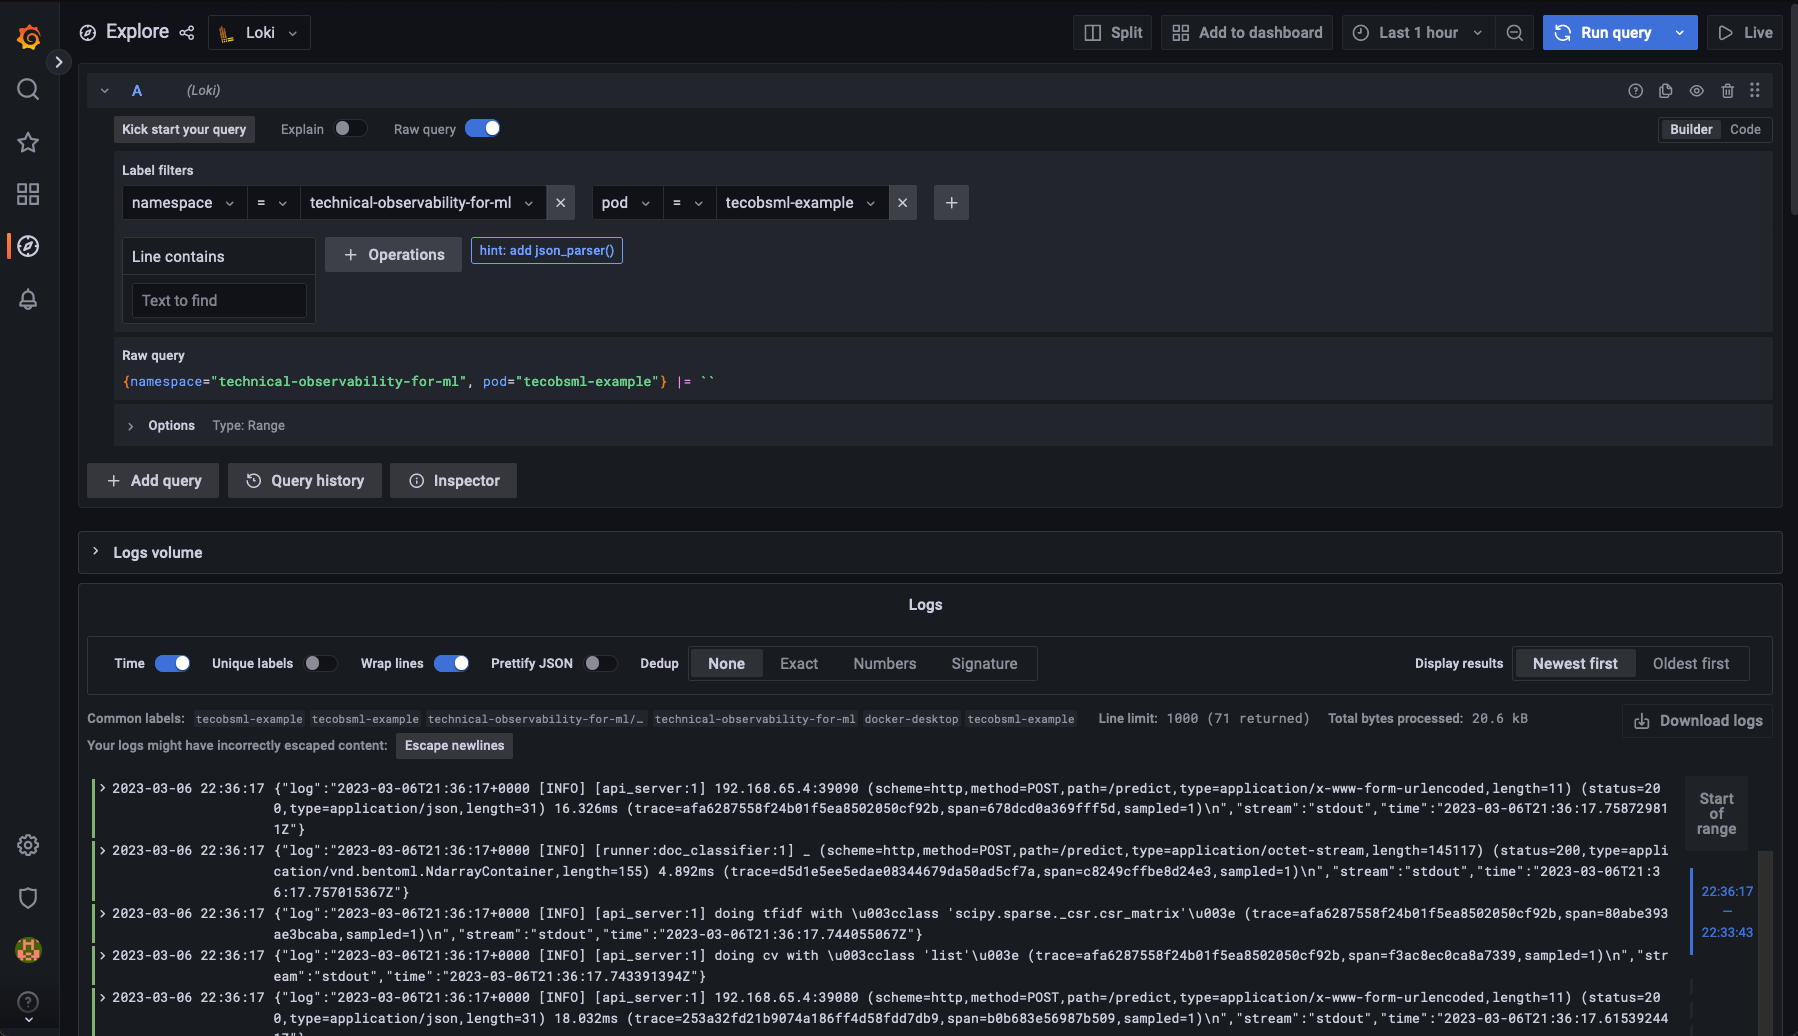 Explore
Loki
Split
Add to dashboard
Last 1 hour
Run query
Live
A
(Loki)
Kick start your query
Explain
Raw query
Builder
Code
Label filters
namespace
=
technical-observability-for-ml
pod
=
tecobsml-example
Line contains
Text to find
Operations
hint: add json_parser()
Raw query
{namespace="technical-observability-for-ml", pod="tecobsml-example"} |= ``
Options
Type: Range
Add query
Query history
Inspector
Logs volume
Logs
Time
Unique labels
Wrap lines
Prettify JSON
Dedup
None
Exact
Numbers
Signature
Display results
Newest first
Oldest first
Common labels: tecobsml-example tecobsml-example technical-observability-for-ml/… technical-observability-for-ml docker-desktop tecobsml-example Line limit: 1000 (71 returned) Total bytes processed: 20.6 kB
Download logs
Your logs might have incorrectly escaped content: Escape newlines
2023-03-06 22:36:17 {"log":"2023-03-06T21:36:17+0000 [INFO] [api_server:1] 192.168.65.4:39090 (scheme=http,method=POST,path=/predict,type=application/x-www-form-urlencoded,length=11) (status=20
0,type=application/json,length=31) 16.326ms (trace=afa6287558f24b01f5ea8502050cf92b,span=678dcd0a369fff5d,sampled=1)\n","stream":"stdout","time":"2023-03-06T21:36:17.75872981
1Z"}
2023-03-06 22:36:17 {"log":"2023-03-06T21:36:17+0000 [INFO] [runner:doc_classifier:1] _ (scheme=http,method=POST,path=/predict,type=application/octet-stream,length=145117) (status=200,type=appli
cation/vnd.bentoml.NdarrayContainer,length=155) 4.892ms (trace=d5d1e5ee5edae08344679da50ad5cf7a,span=c8249cffbe8d24e3,sampled=1)\n","stream":"stdout","time":"2023-03-06T21:3
6:17.757015367Z"}
2023-03-06 22:36:17 {"log":"2023-03-06T21:36:17+0000 [INFO] [api_server:1] doing tfidf with \u003cclass 'scipy.sparse._csr.csr_matrix'\u003e (trace=afa6287558f24b01f5ea8502050cf92b,span=80abe393
ae3bcaba,sampled=1)\n","stream":"stdout","time":"2023-03-06T21:36:17.744055067Z"}
2023-03-06 22:36:17 {"log":"2023-03-06T21:36:17+0000 [INFO] [api_server:1] doing cv with \u003cclass 'list'\u003e (trace=afa6287558f24b01f5ea8502050cf92b,span=f3ac8ec0ca8a7339,sampled=1)\n","str
eam":"stdout","time":"2023-03-06T21:36:17.743391394Z"}
2023-03-06 22:36:17 {"log":"2023-03-06T21:36:17+0000 [INFO] [api_server:1] 192.168.65.4:39080 (scheme=http,method=POST,path=/predict,type=application/x-www-form-urlencoded,length=11) (status=20
0,type=application/json,length=31) 18.032ms (trace=253a32fd21b9074a186ff4d58fdd7db9,span=b0b683e56987b509,sampled=1)\n","stream":"stdout","time":"2023-03-06T21:36:17.61539244
1Z"}
Start
of
range
22:36:17
—
22:33:43